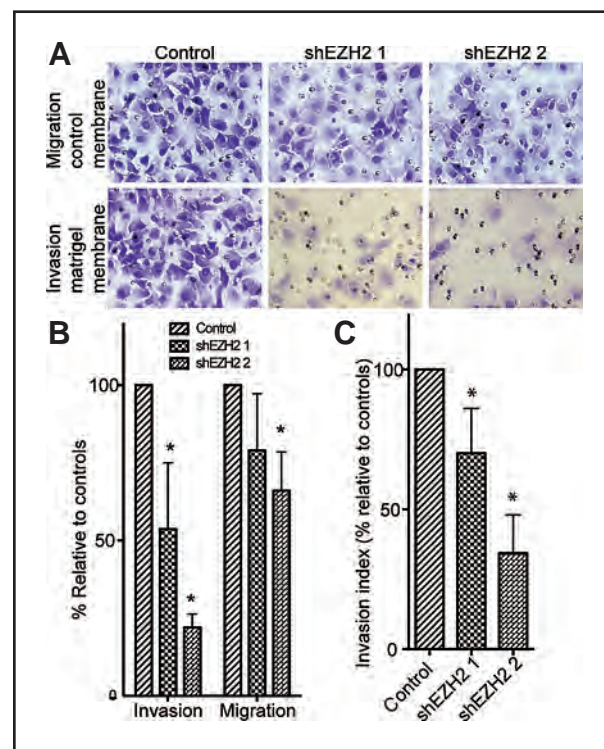 A
Control
shEZH2 1
shEZH2 2
Migration
control
membrane
Invasion
matrigel
membrane
B
Control
shEZH2 1
shEZH2 2
% Relative to controls
100
50
0
*
*
*
Invasion
Migration
C
Invasion index (% relative to controls)
100
50
0
*
*
Control
shEZH2 1
shEZH2 2